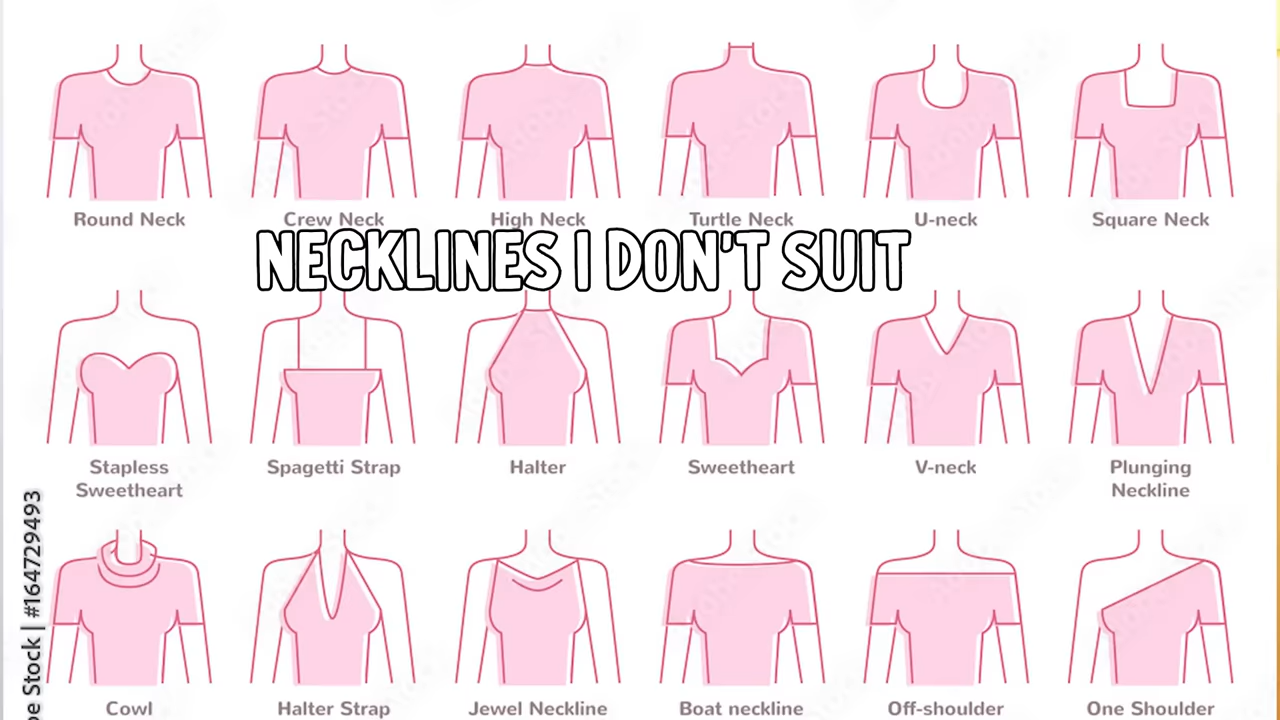 Round Neck
Crew Neck
High Neck
Turtle Neck
U-neck
Square Neck
NECKLINES I DON'T SUIT
Stapless
Sweetheart
Spagetti Strap
Halter
Sweetheart
V-neck
Plunging
Neckline
Cowl
Halter Strap
Jewel Neckline
Boat neckline
Off-shoulder
One Shoulder
be Stock | #164729493